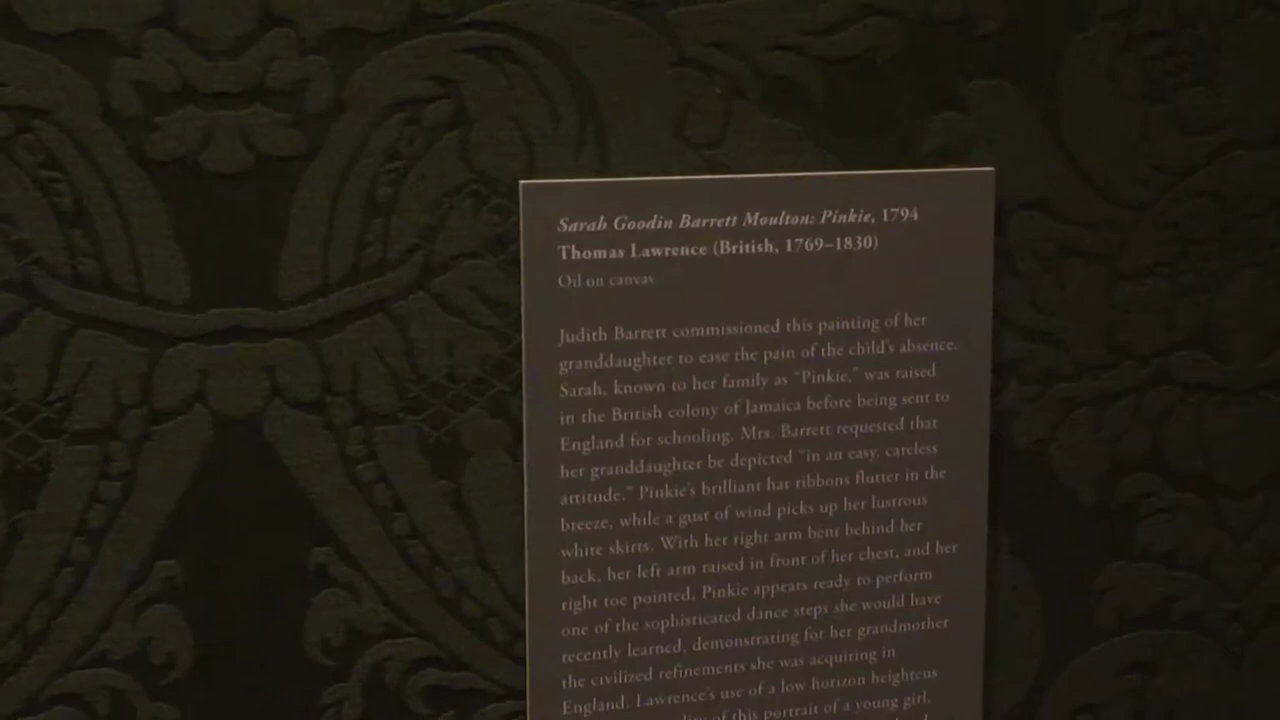 Sarah Goodin Barrett Moulton: Pinkie, 1794
Thomas Lawrence (British, 1769–1830)
Oil on canvas
Judith Barrett commissioned this painting of her
granddaughter to ease the pain of the child's absence.
Sarah, known to her family as "Pinkie," was raised
in the British colony of Jamaica before being sent to
England for schooling. Mrs. Barrett requested that
her granddaughter be depicted "in an easy, careless
attitude." Pinkie's brilliant hat ribbons flutter in the
breeze, while a gust of wind picks up her lustrous
white skirts. With her right arm bent behind her
back, her left arm raised in front of her chest, and her
right toe pointed, Pinkie appears ready to perform
one of the sophisticated dance steps she would have
recently learned, demonstrating for her grandmother
the civilized refinements she was acquiring in
England. Lawrence's use of a low horizon heightens
of this portrait of a young girl,